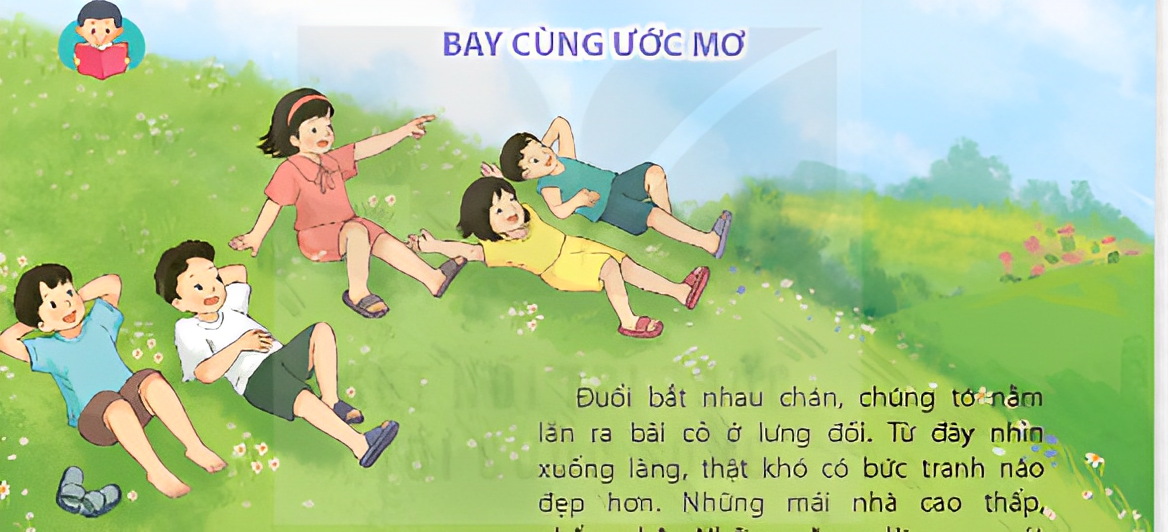 BAY CÙNG ƯỚC MƠ
Đuổi bắt nhau chán, chúng tớ nằm
lăn ra bãi cỏ ở lưng đồi. Từ đây nhìn
xuống làng, thật khó có bức tranh nào
đẹp hơn. Những mái nhà cao thấp,